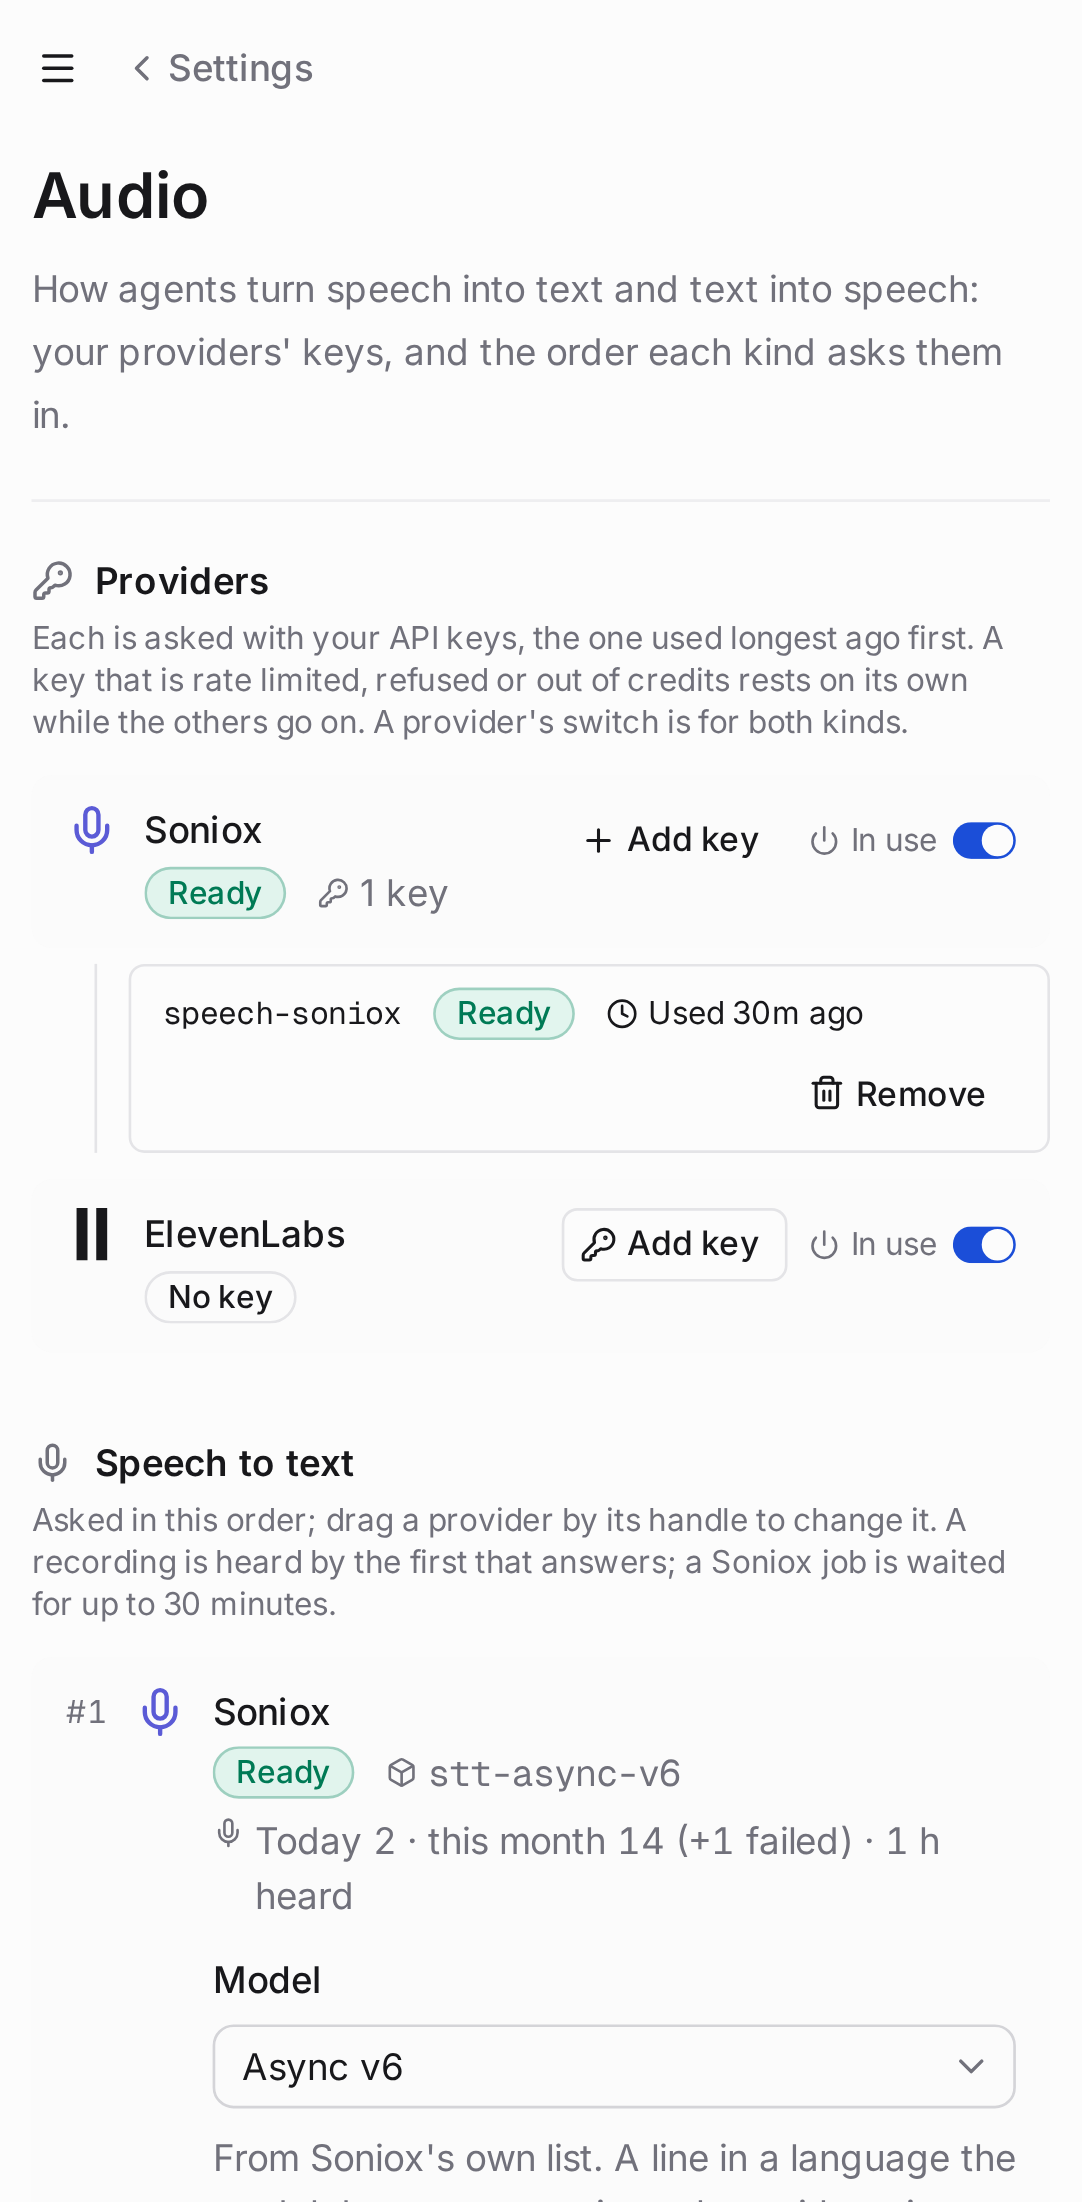 Settings
Audio
How agents turn speech into text and text into speech:
your providers' keys, and the order each kind asks them
in.
Providers
Each is asked with your API keys, the one used longest ago first. A
key that is rate limited, refused or out of credits rests on its own
while the others go on. A provider's switch is for both kinds.
Soniox
Add key
In use
Ready
1 key
speech-soniox
Ready
Used 30m ago
Remove
ElevenLabs
Add key
In use
No key
Speech to text
Asked in this order; drag a provider by its handle to change it. A
recording is heard by the first that answers; a Soniox job is waited
for up to 30 minutes.
#1
Soniox
Ready
stt-async-v6
Today 2 · this month 14 (+1 failed) · 1 h
heard
Model
Async v6
From Soniox's own list. A line in a language the